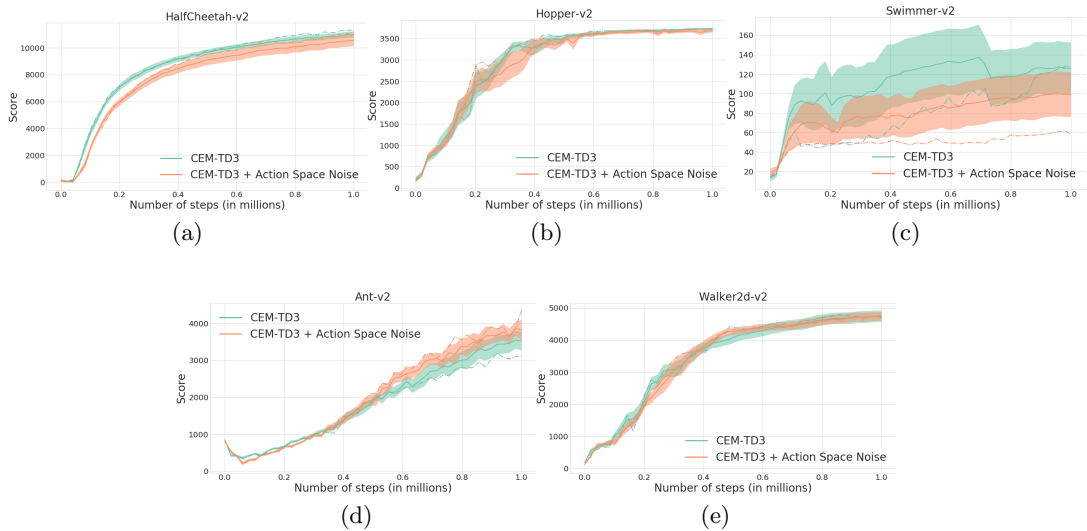 HalfCheetah-v2
10000
8000
6000
4000
2000
0
Score
CEM-TD3
CEM-TD3 + Action Space Noise
0.0 0.2 0.4 0.6 0.8 1.0
Number of steps (in millions)
(a)
Hopper-v2
3500
3000
2500
2000
1500
1000
500
0
Score
CEM-TD3
CEM-TD3 + Action Space Noise
0.0 0.2 0.4 0.6 0.8 1.0
Number of steps (in millions)
(b)
Swimmer-v2
160
140
120
100
80
60
40
20
Score
CEM-TD3
CEM-TD3 + Action Space Noise
0.0 0.2 0.4 0.6 0.8 1.0
Number of steps (in millions)
(c)
Ant-v2
4000
3000
2000
1000
0
Score
CEM-TD3
CEM-TD3 + Action Space Noise
0.0 0.2 0.4 0.6 0.8 1.0
Number of steps (in millions)
(d)
Walker2d-v2
5000
4000
3000
2000
1000
0
Score
CEM-TD3
CEM-TD3 + Action Space Noise
0.0 0.2 0.4 0.6 0.8 1.0
Number of steps (in millions)
(e)